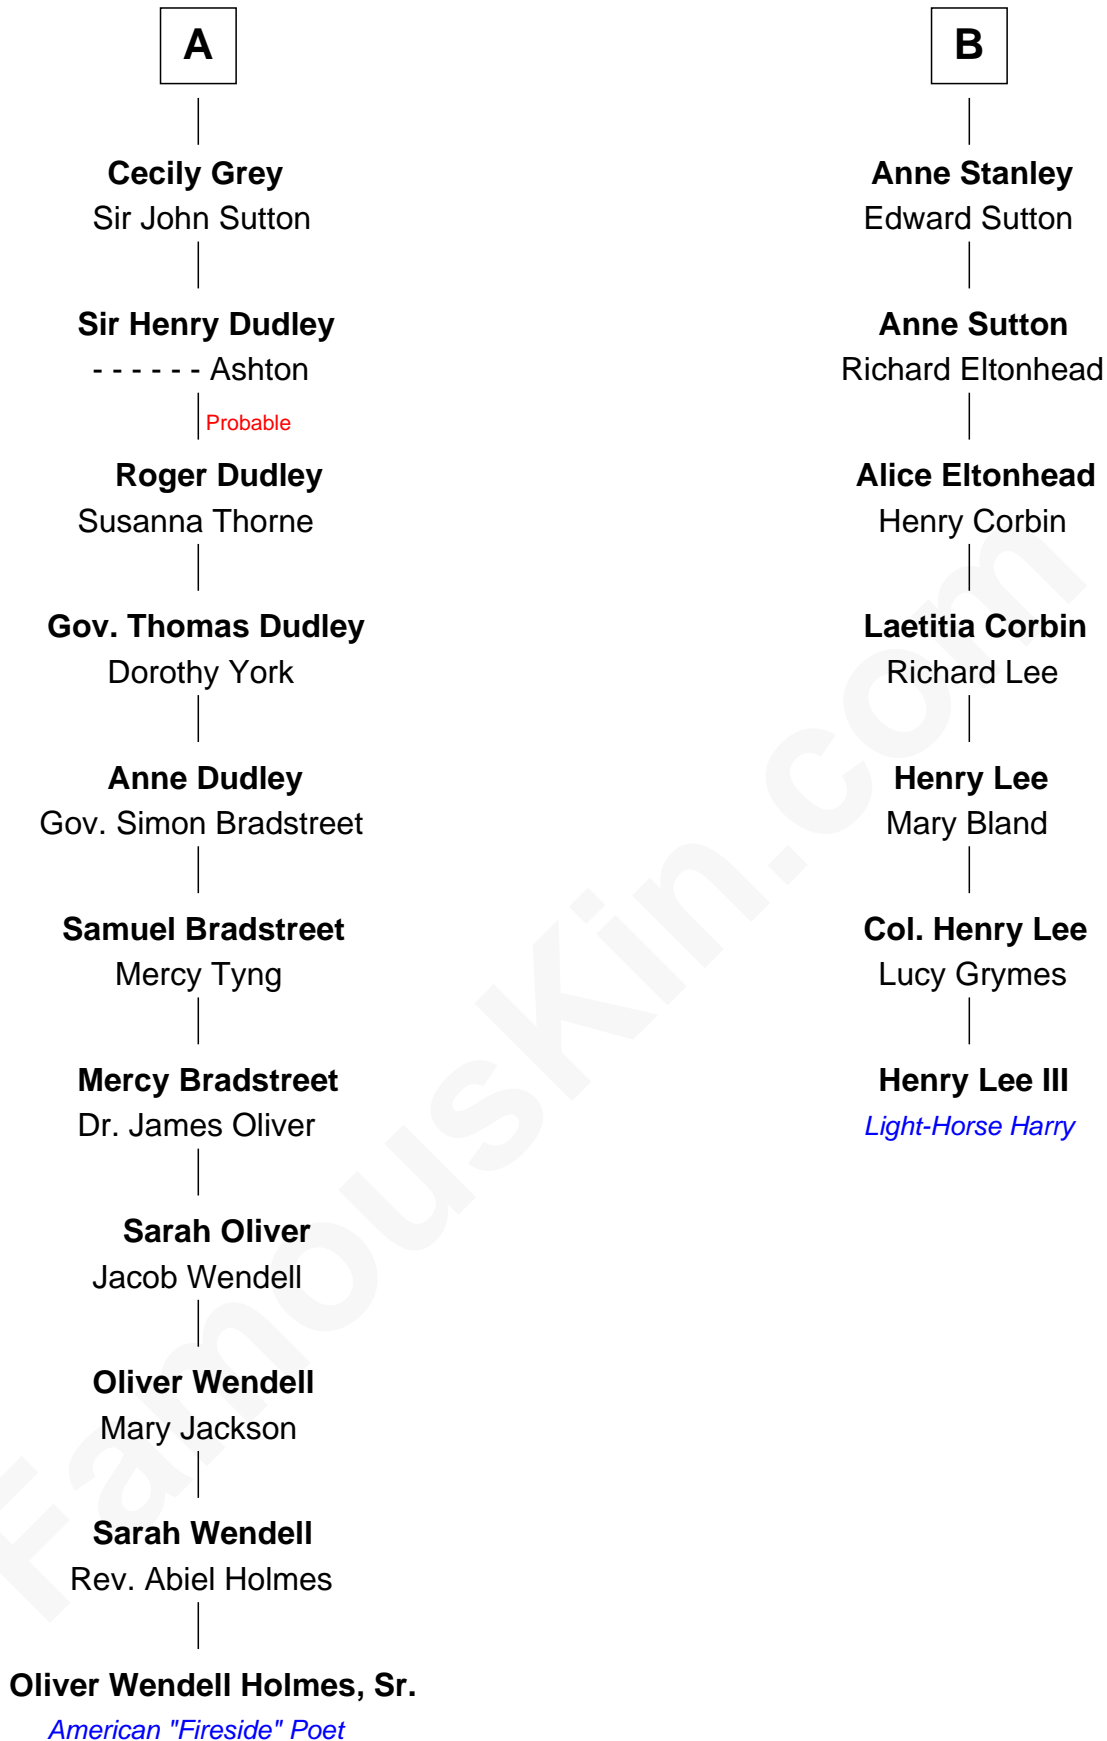 A
Cecily Grey
Sir John Sutton
Sir Henry Dudley
- - - - - - Ashton
Probable
Roger Dudley
Susanna Thorne
Gov. Thomas Dudley
Dorothy York
Anne Dudley
Gov. Simon Bradstreet
Samuel Bradstreet
Mercy Tyng
Mercy Bradstreet
Dr. James Oliver
Sarah Oliver
Jacob Wendell
Oliver Wendell
Mary Jackson
Sarah Wendell
Rev. Abiel Holmes
Oliver Wendell Holmes, Sr.
American "Fireside" Poet
B
Anne Stanley
Edward Sutton
Anne Sutton
Richard Eltonhead
Alice Eltonhead
Henry Corbin
Laetitia Corbin
Richard Lee
Henry Lee
Mary Bland
Col. Henry Lee
Lucy Grymes
Henry Lee III
Light-Horse Harry
FamousKin.com